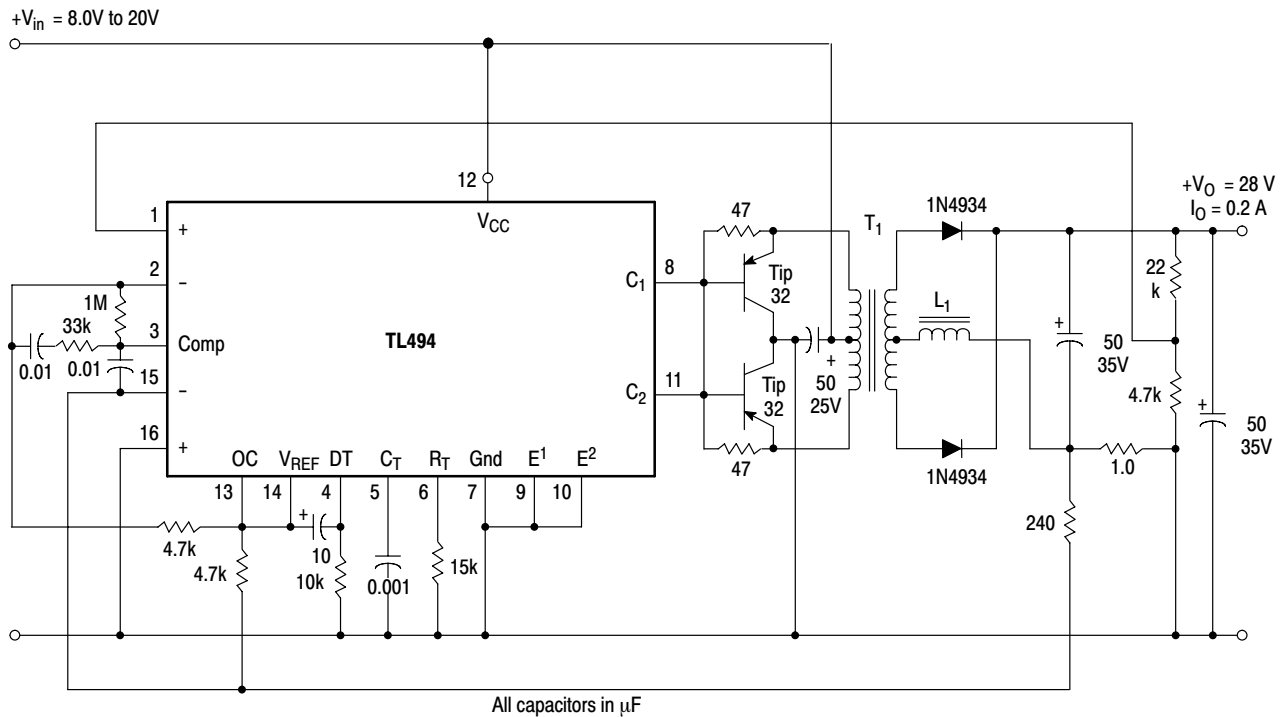 +Vin = 8.0V to 20V
+VO = 28 V
IO = 0.2 A
12
VCC
1
+
2
−
1M
33k
3
Comp
0.01
0.01
15
−
16
+
TL494
C1
8
C2
11
47
Tip
32
Tip
32
47
+
50
25V
T1
1N4934
L1
1N4934
+
50
35V
22
k
4.7k
+
50
35V
1.0
240
OC
VREF
DT
CT
RT
Gnd
E1
E2
13
14
4
5
6
7
9
10
+
10
4.7k
4.7k
10k
0.001
15k
All capacitors in μF